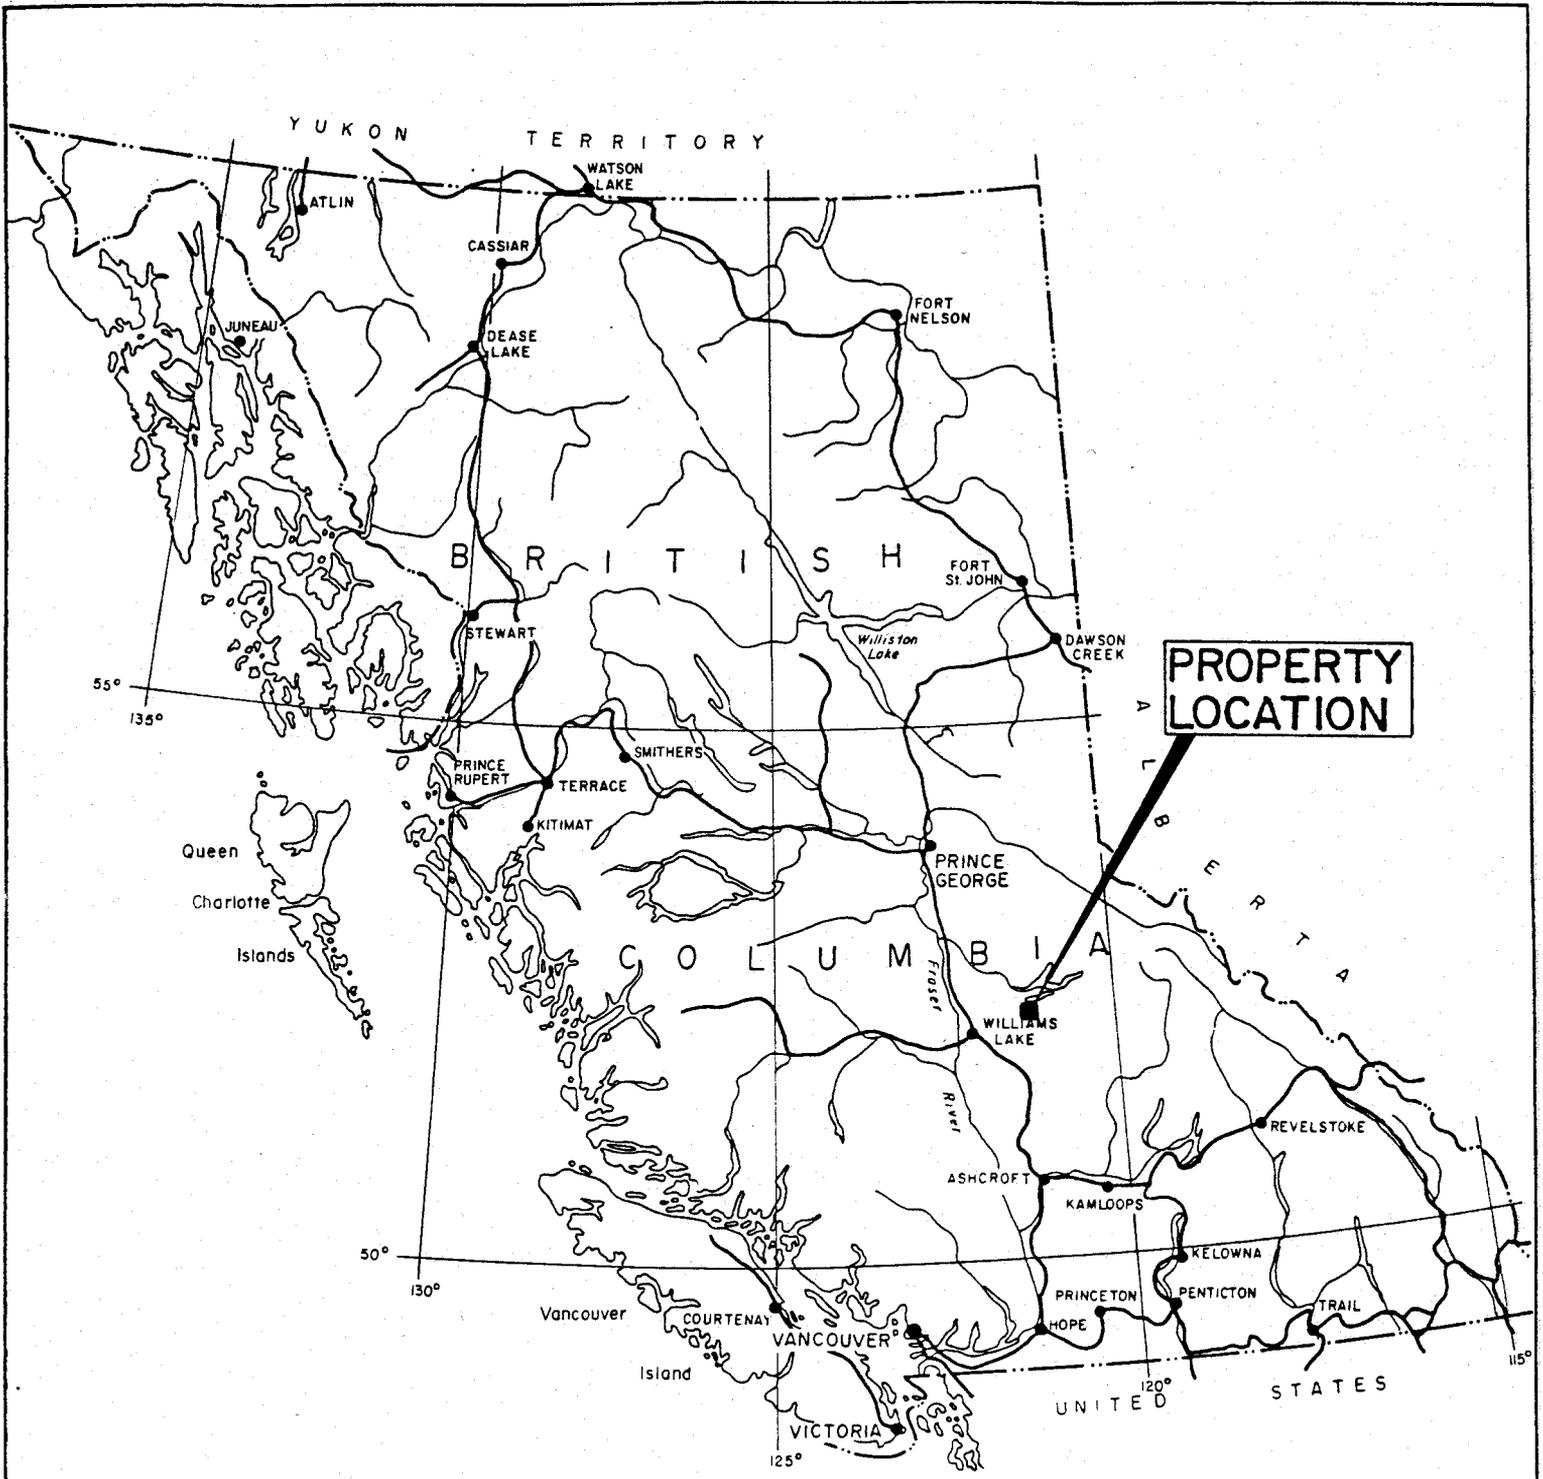 YUKON TERRITORY
WATSON
LAKE
ATLIN
CASSIAR
FORT
NELSON
JUNEAU
DEASE
LAKE
BRITISH
FORT
St. JOHN
STEWART
Williston
Lake
DAWSON
CREEK
PROPERTY
LOCATION
55°
135°
ALBERTA
SMITHERS
PRINCE
RUPERT
TERRACE
KITIMAT
Queen
Charlotte
Islands
PRINCE
GEORGE
COLUMBIA
Fraser
River
WILLIAMS
LAKE
REVELSTOKE
ASHCROFT
KAMLOOPS
50°
130°
KELOWNA
PENTICTON
PRINCETON
TRAIL
HOPE
Vancouver
Island
COURTENAY
VANCOUVER
VICTORIA
125°
120°
115°
UNITED STATES